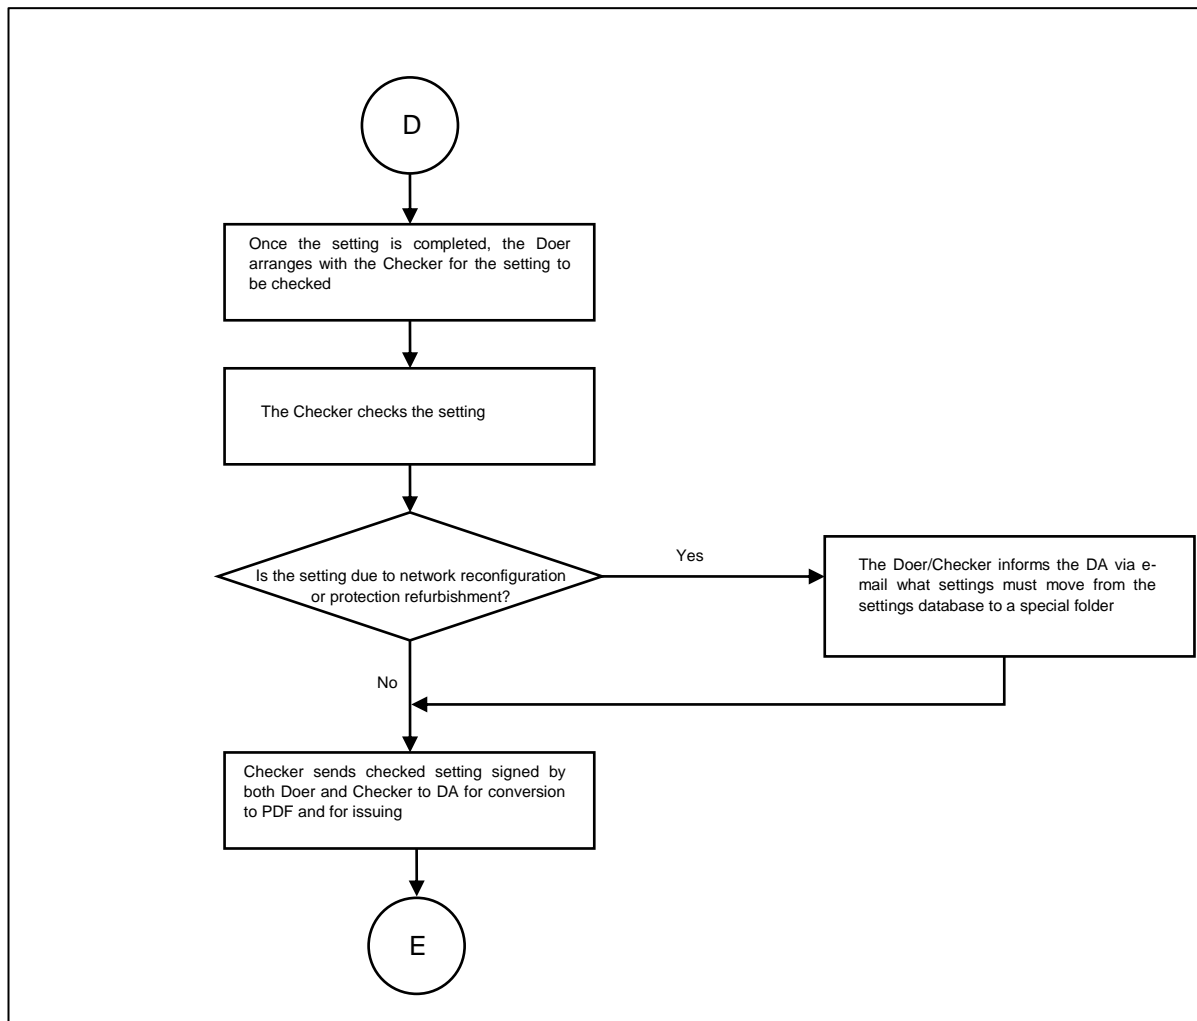 D
Once the setting is completed, the Doer
arranges with the Checker for the setting to
be checked
The Checker checks the setting
Is the setting due to network reconfiguration
or protection refurbishment?
Yes
The Doer/Checker informs the DA via e-
mail what settings must move from the
settings database to a special folder
No
Checker sends checked setting signed by
both Doer and Checker to DA for conversion
to PDF and for issuing
E